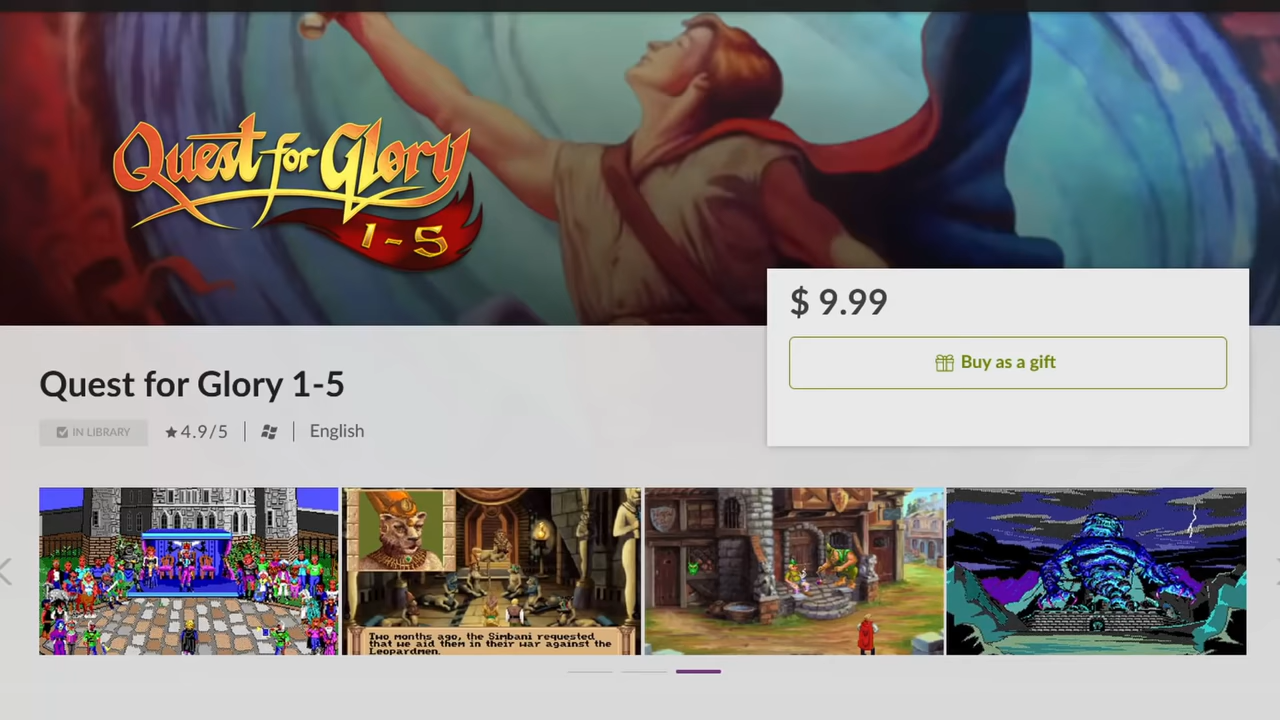 Quest for Glory
1-5
$ 9.99
Buy as a gift
Quest for Glory 1-5
IN LIBRARY
4.9/5
English
Two months ago, the Simbani requested
that we aid them in their war against the
Leopardmen.